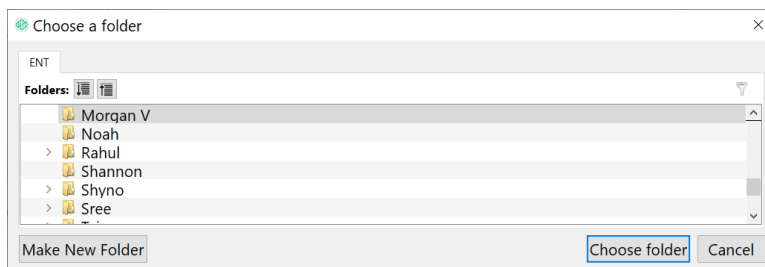 Choose a folder
ENT
Folders:
Morgan V
Noah
Rahul
Shannon
Shyno
Sree
Make New Folder
Choose folder
Cancel